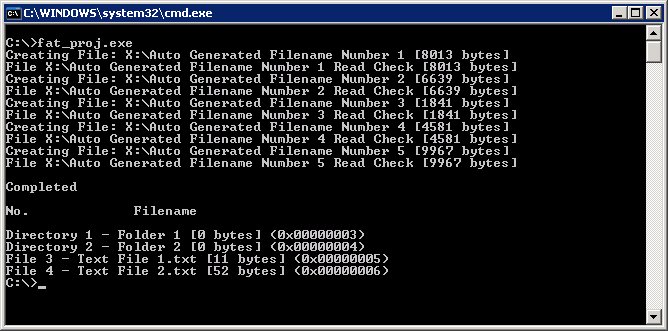 C:\WINDOWS\system32\cmd.exe
C:\>fat_proj.exe
Creating File: X:\Auto Generated Filename Number 1 [8013 bytes]
File X:\Auto Generated Filename Number 1 Read Check [8013 bytes]
Creating File: X:\Auto Generated Filename Number 2 [6639 bytes]
File X:\Auto Generated Filename Number 2 Read Check [6639 bytes]
Creating File: X:\Auto Generated Filename Number 3 [1841 bytes]
File X:\Auto Generated Filename Number 3 Read Check [1841 bytes]
Creating File: X:\Auto Generated Filename Number 4 [4581 bytes]
File X:\Auto Generated Filename Number 4 Read Check [4581 bytes]
Creating File: X:\Auto Generated Filename Number 5 [9967 bytes]
File X:\Auto Generated Filename Number 5 Read Check [9967 bytes]
Completed
No. Filename
Directory 1 - Folder 1 [0 bytes] (0x00000003)
Directory 2 - Folder 2 [0 bytes] (0x00000004)
File 3 - Text File 1.txt [11 bytes] (0x00000005)
File 4 - Text File 2.txt [52 bytes] (0x00000006)
C:\>_